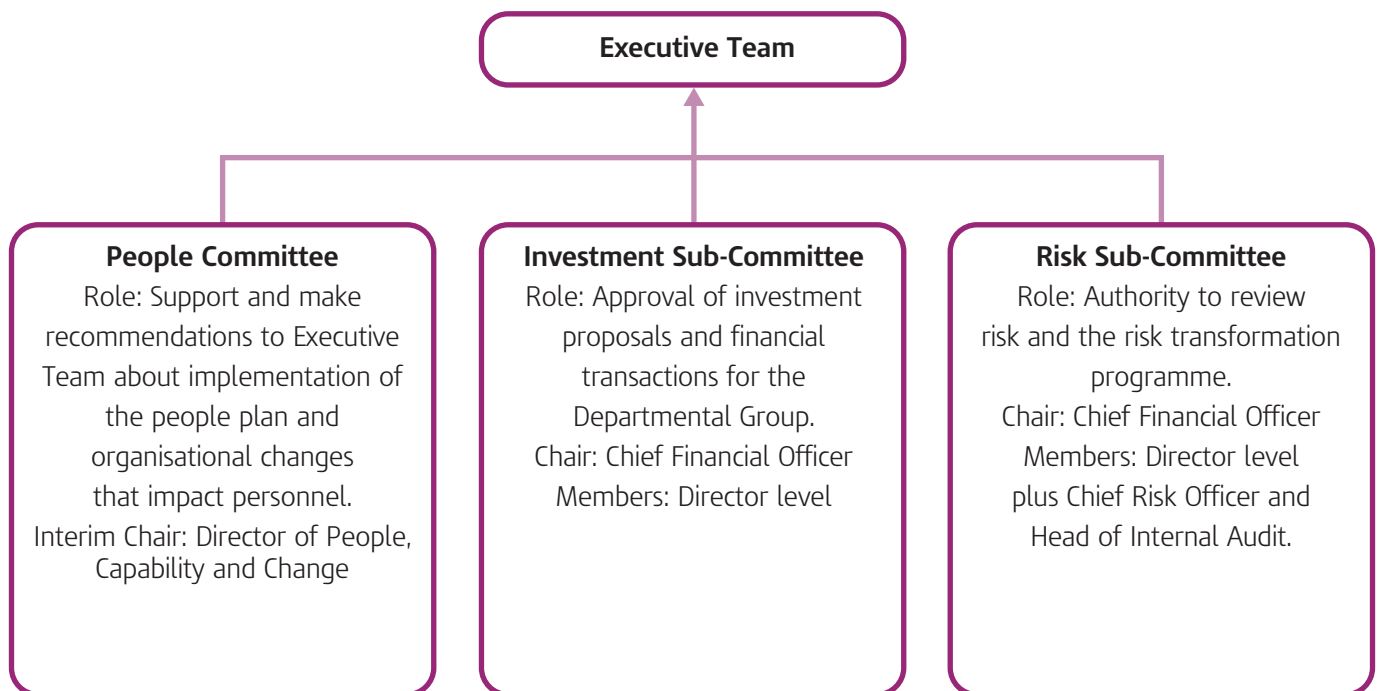 Executive Team
People Committee
Role: Support and make
recommendations to Executive
Team about implementation of
the people plan and
organisational changes
that impact personnel.
Interim Chair: Director of People,
Capability and Change
Investment Sub-Committee
Role: Approval of investment
proposals and financial
transactions for the
Departmental Group.
Chair: Chief Financial Officer
Members: Director level
Risk Sub-Committee
Role: Authority to review
risk and the risk transformation
programme.
Chair: Chief Financial Officer
Members: Director level
plus Chief Risk Officer and
Head of Internal Audit.